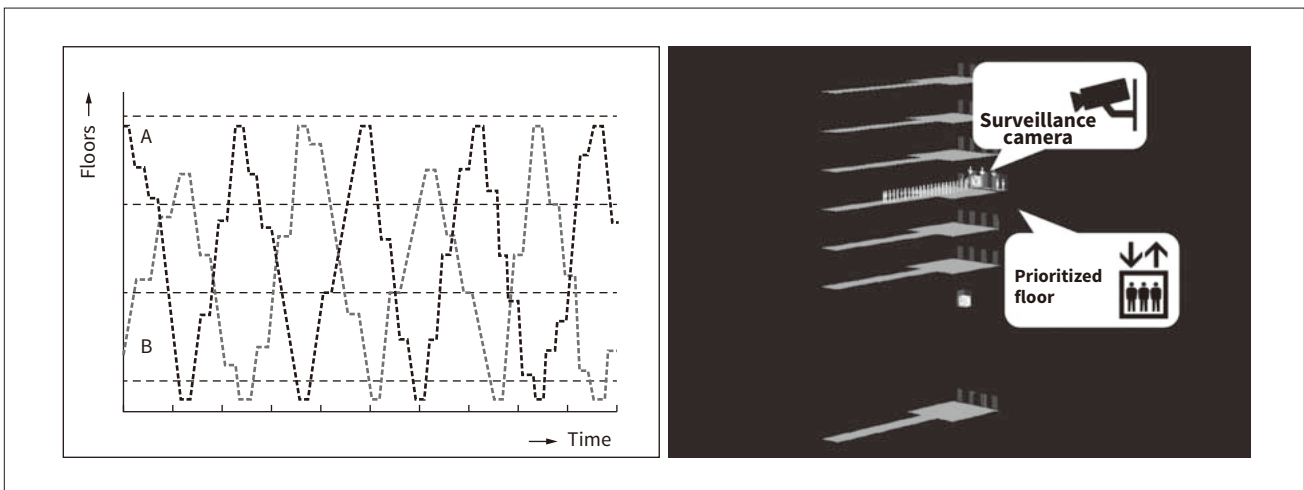 Floors
A
B
Time
Surveillance
camera
Prioritized
floor